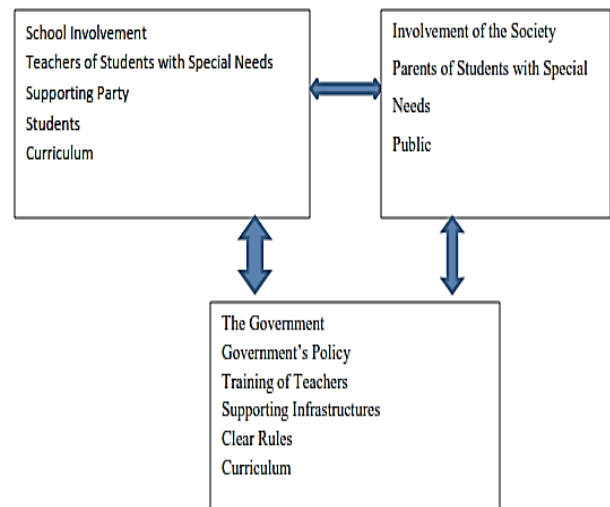 School Involvement
Teachers of Students with Special Needs
Supporting Party
Students
Curriculum
Involvement of the Society
Parents of Students with Special
Needs
Public
The Government
Government's Policy
Training of Teachers
Supporting Infrastructures
Clear Rules
Curriculum